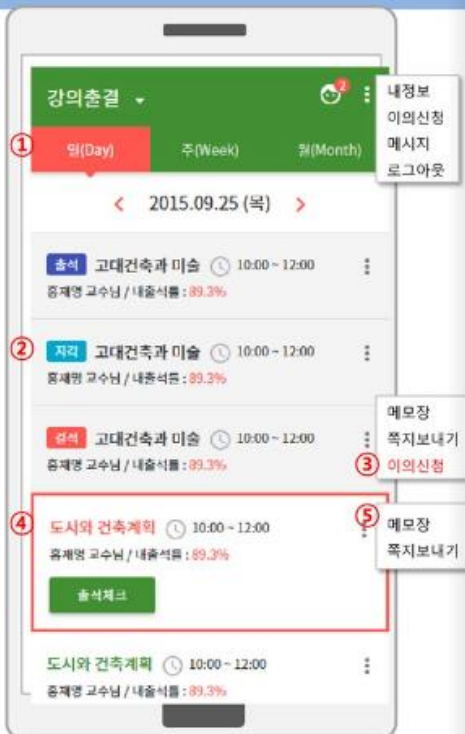 강의출결
2
내정보
이의신청
메시지
로그아웃
① 일(Day) 주(Week) 월(Month)
< 2015.09.25 (목) >
출석 고대건축과 미술 10:00 ~ 12:00
홍재명 교수님 / 내출석률 : 89.3%
② 지각 고대건축과 미술 10:00 ~ 12:00
홍재명 교수님 / 내출석률 : 89.3%
결석 고대건축과 미술 10:00 ~ 12:00
홍재명 교수님 / 내출석률 : 89.3%
메모장
쪽지보내기
③ 이의신청
④ 도시와 건축계획 10:00 ~ 12:00
홍재명 교수님 / 내출석률 : 89.3%
출석체크
⑤ 메모장
쪽지보내기
도시와 건축계획 10:00 ~ 12:00
홍재명 교수님 / 내출석률 : 89.3%